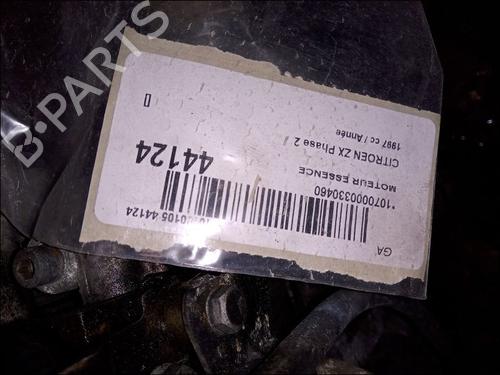 B-PARTS
GA
44124
*1070000330460
MOTEUR ESSENCE
44124
CITROEN ZX Phase 2 /
1997 cc / Année